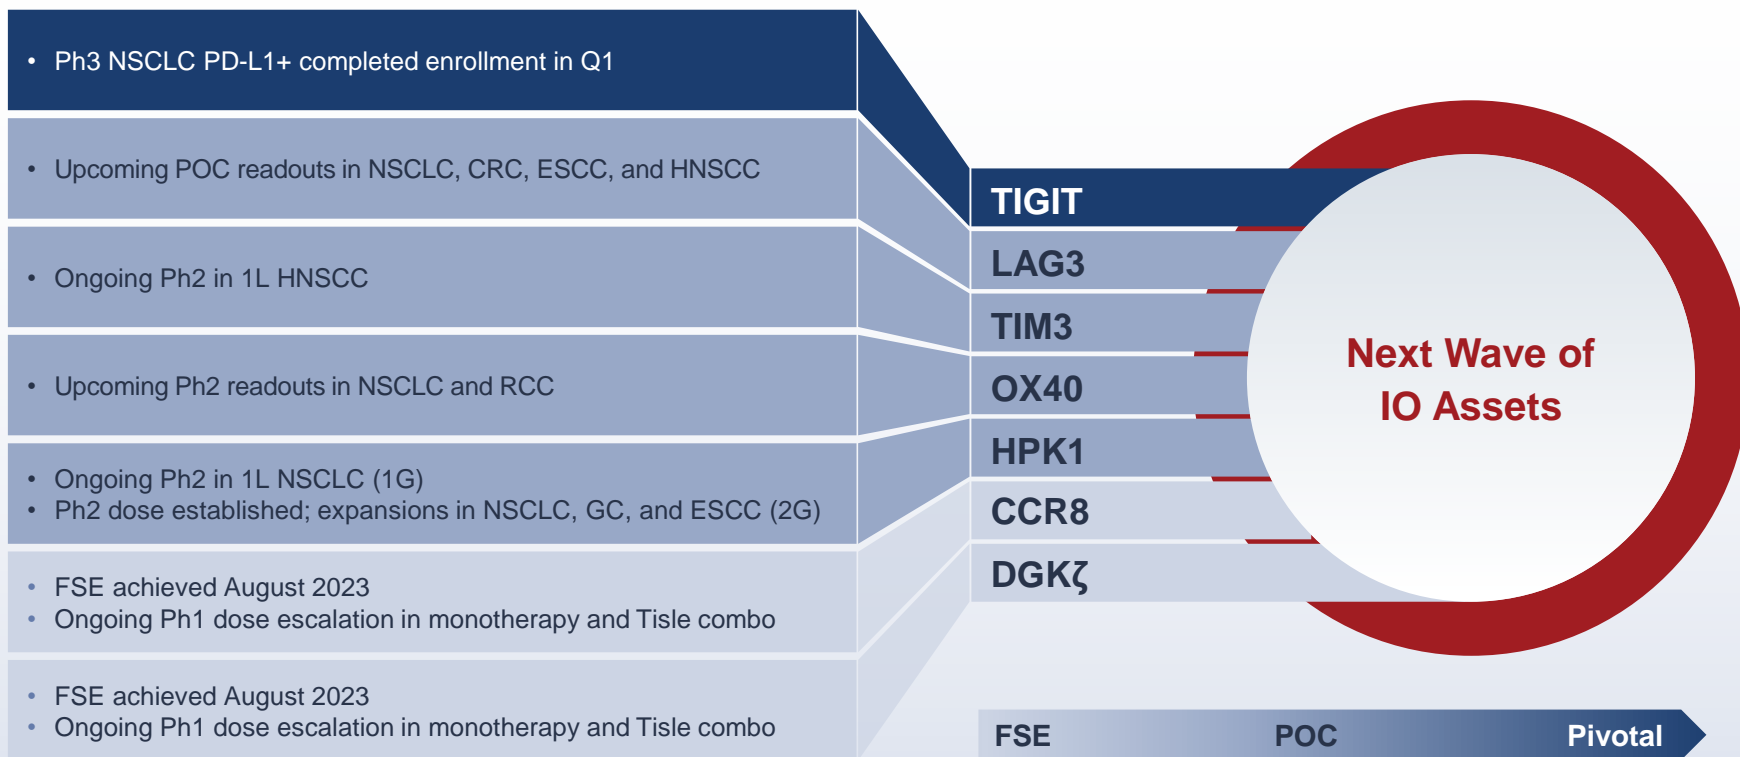 • Ph3 NSCLC PD-L1+ completed enrollment in Q1
• Upcoming POC readouts in NSCLC, CRC, ESCC, and HNSCC
• Ongoing Ph2 in 1L HNSCC
• Upcoming Ph2 readouts in NSCLC and RCC
• Ongoing Ph2 in 1L NSCLC (1G)
• Ph2 dose established; expansions in NSCLC, GC, and ESCC (2G)
• FSE achieved August 2023
• Ongoing Ph1 dose escalation in monotherapy and Tisle combo
• FSE achieved August 2023
• Ongoing Ph1 dose escalation in monotherapy and Tisle combo
TIGIT
LAG3
TIM3
OX40
HPK1
CCR8
DGKζ
Next Wave of
IO Assets
FSE POC Pivotal